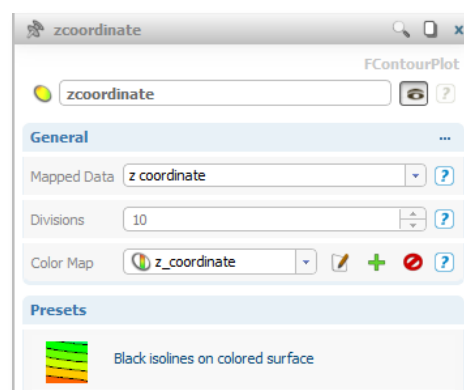 zcoordinate
FContourPlot
zcoordinate
General ...
Mapped Data z coordinate
Divisions 10
Color Map z_coordinate
Presets
Black isolines on colored surface